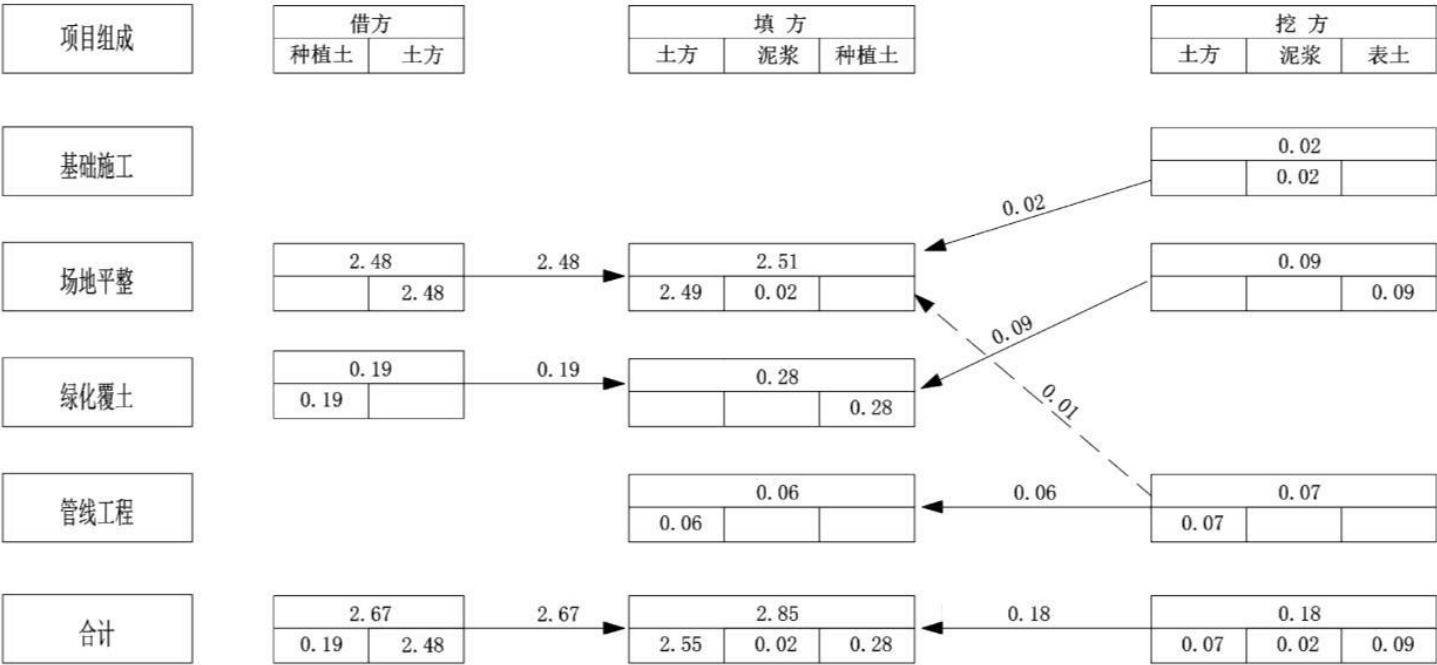 项目组成
借方
种植土 土方
填 方
土方 泥浆 种植土
挖 方
土方 泥浆 表土
基础施工
0.02
0.02
0.02
场地平整
2.48
2.48
2.48
2.51
2.49 0.02
0.09
0.09
0.09
绿化覆土
0.19
0.19
0.19
0.28
0.28
0.01
管线工程
0.06
0.06
0.06
0.07
0.07
合计
2.67
0.19 2.48
2.67
2.85
2.55 0.02 0.28
0.18
0.18
0.07 0.02 0.09